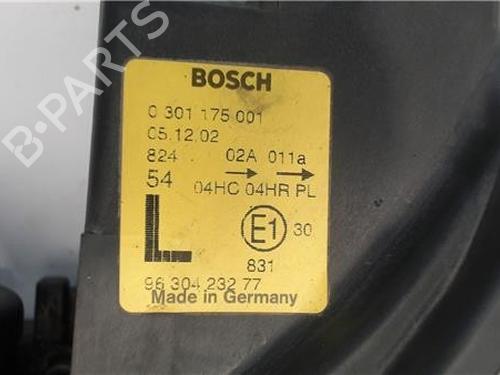 B-PARTS
BOSCH
0 301 175 001
05.12.02
824 02A 011a
54 04HC 04HR PL
L E1 30
831
96 304 232 77
Made in Germany